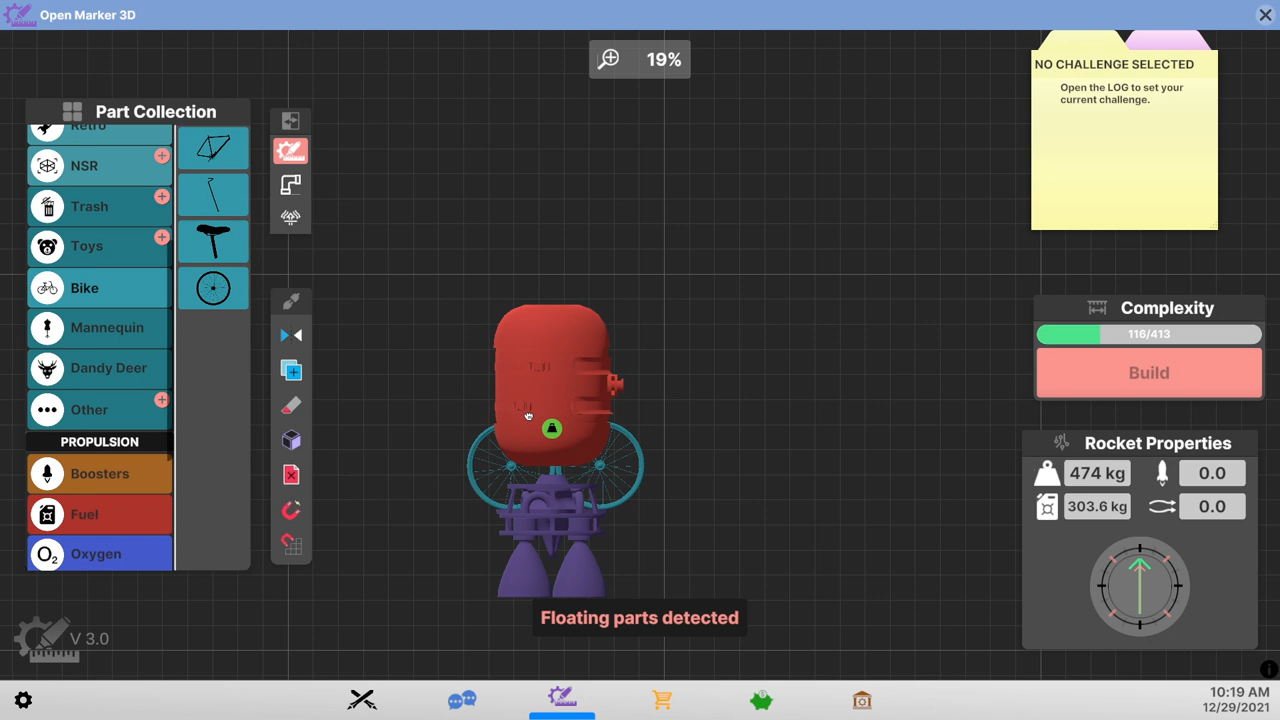 Open Marker 3D
19%
NO CHALLENGE SELECTED
Open the LOG to set your
current challenge.
Part Collection
Retro
NSR
Trash
Toys
Bike
Mannequin
Dandy Deer
Other
PROPULSION
Boosters
Fuel
O2 Oxygen
Complexity
116/413
Build
Rocket Properties
474 kg 0.0
303.6 kg 0.0
Floating parts detected
V 3.0
10:19 AM
12/29/2021